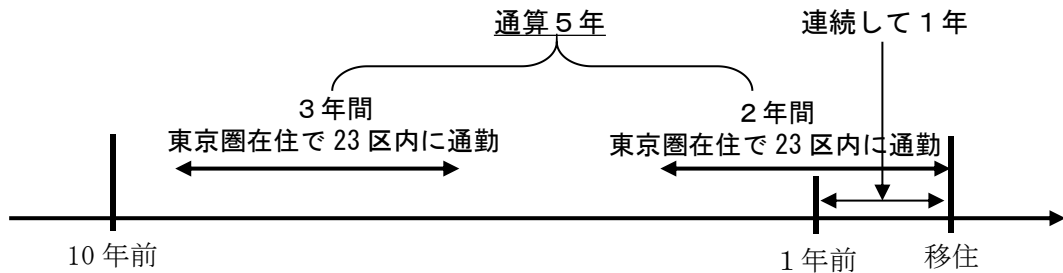 通算５年
連続して１年
３年間
東京圏在住で 23 区内に通勤
２年間
東京圏在住で 23 区内に通勤
10 年前
１年前
移住